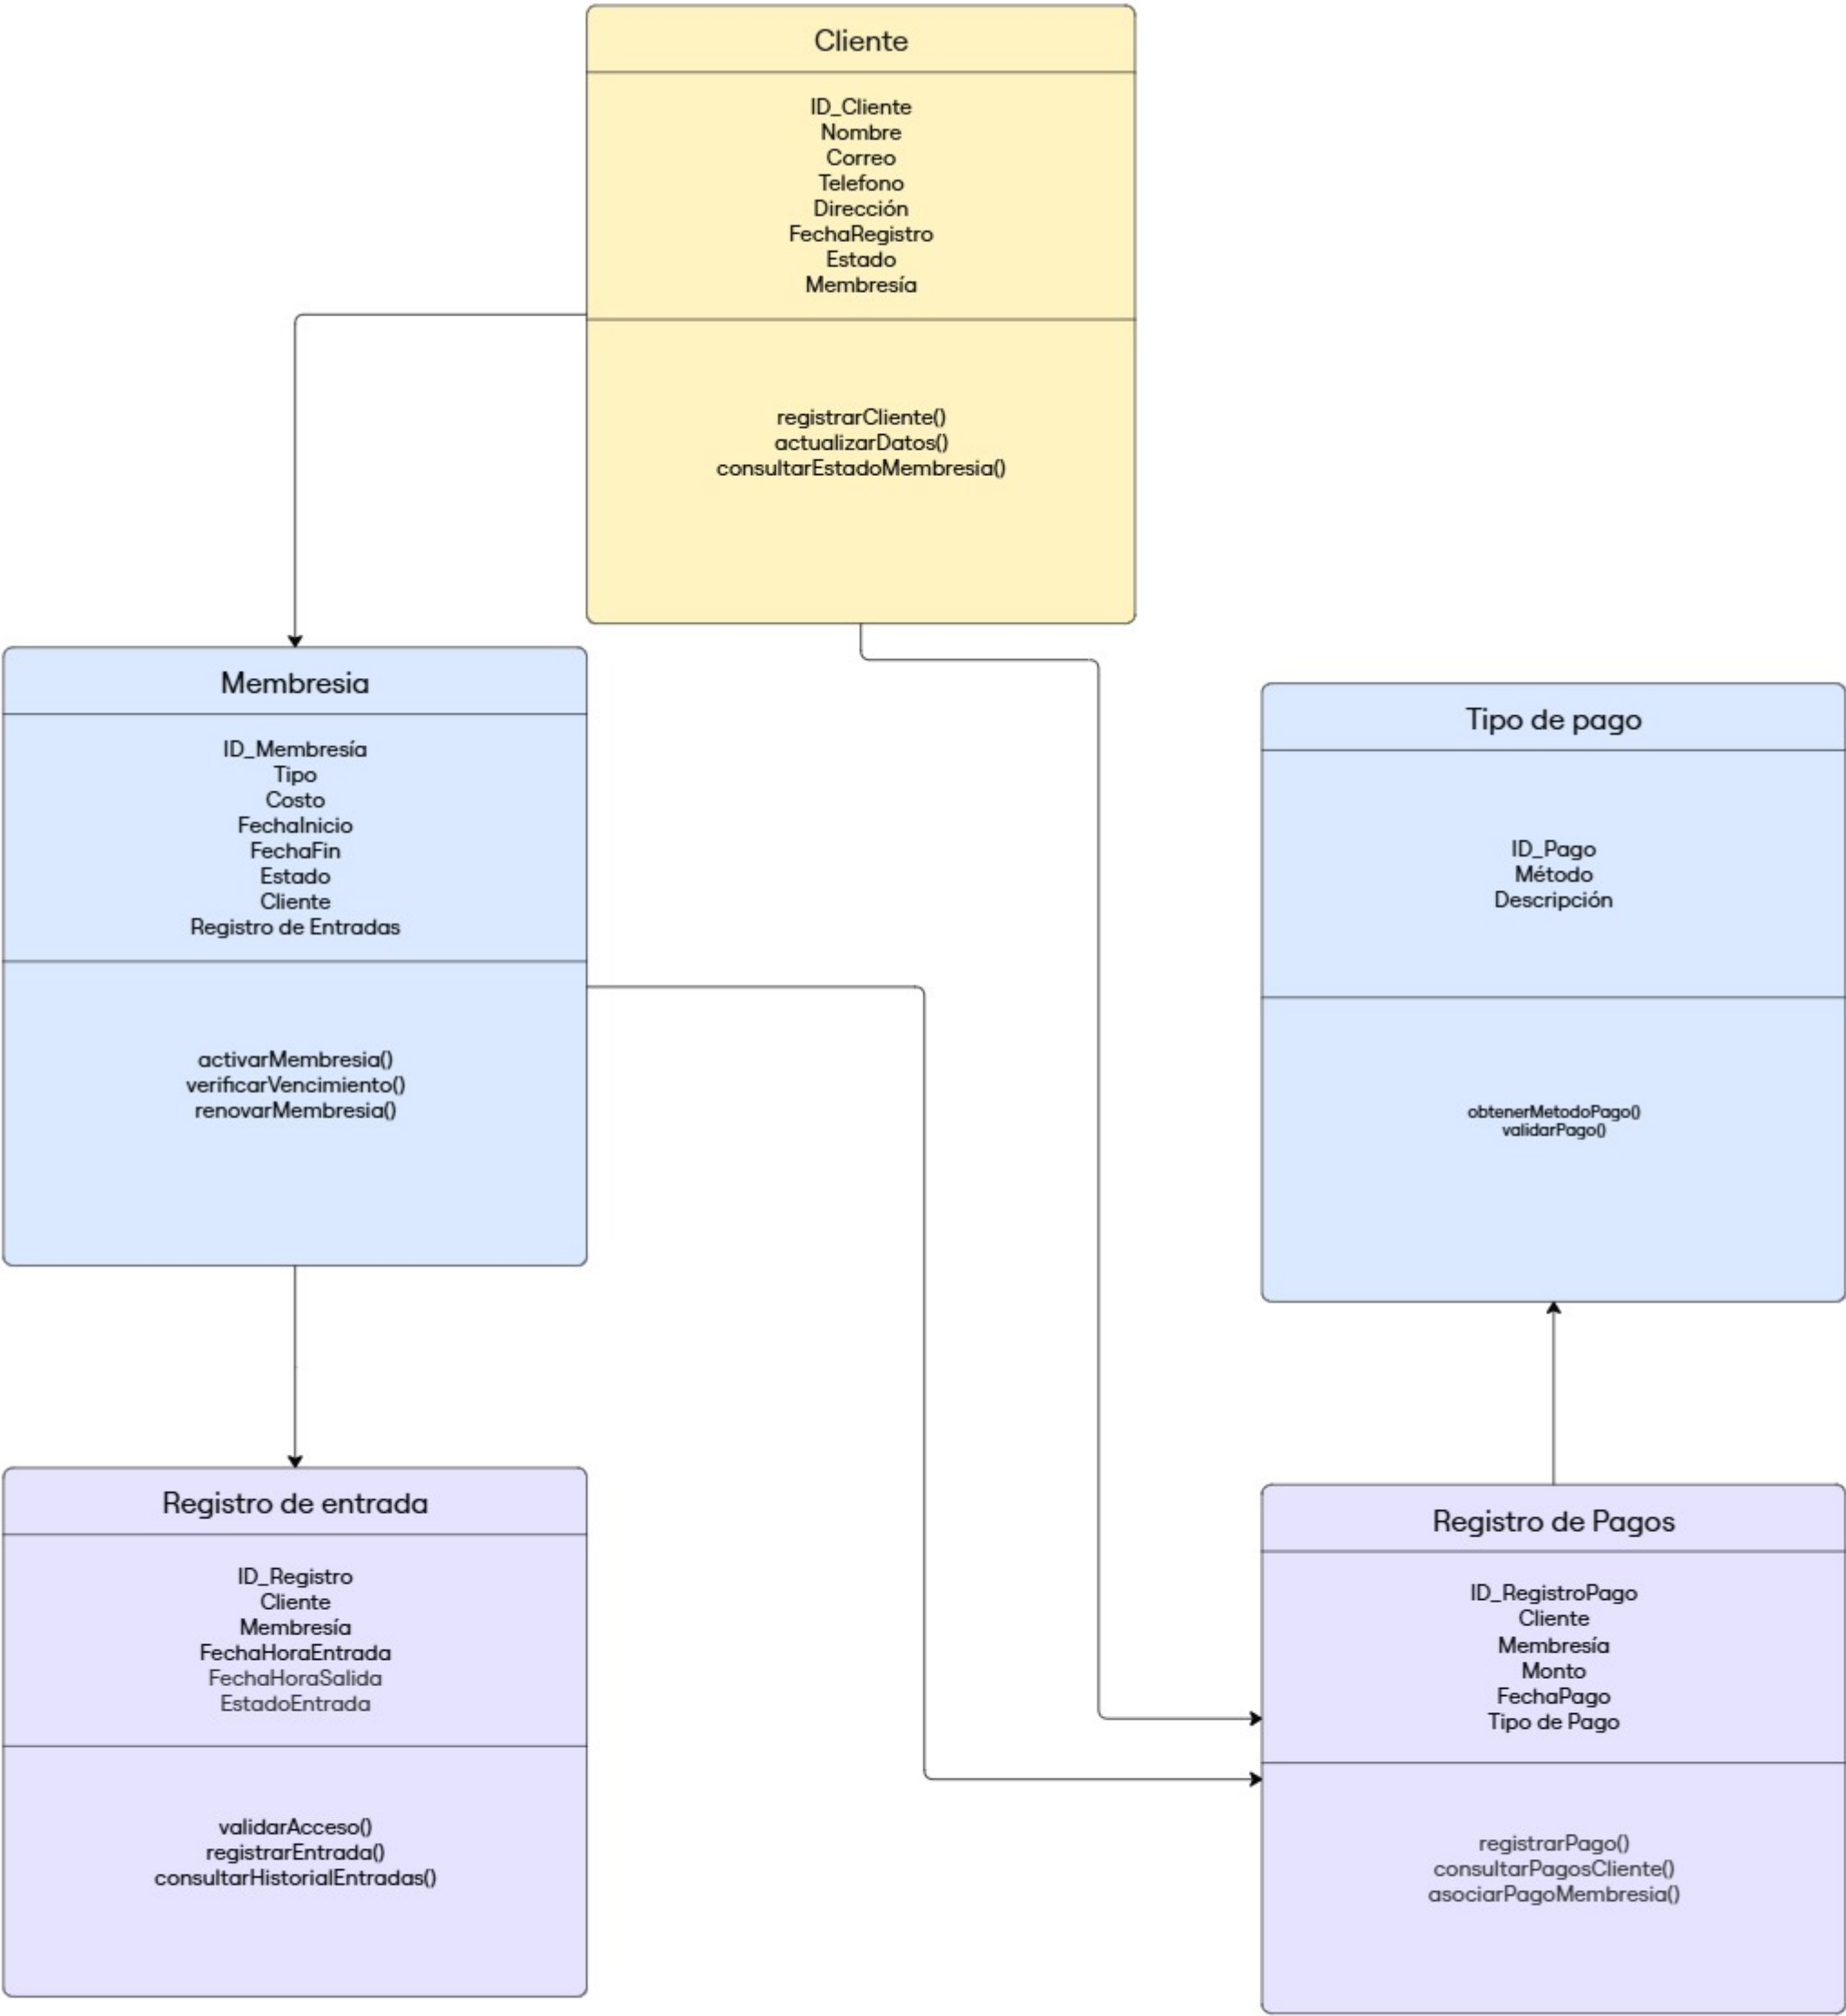 Cliente
ID_Cliente
Nombre
Correo
Telefono
Dirección
FechaRegistro
Estado
Membresía
registrarCliente()
actualizarDatos()
consultarEstadoMembresia()
Membresia
ID_Membresía
Tipo
Costo
FechaInicio
FechaFin
Estado
Cliente
Registro de Entradas
activarMembresia()
verificarVencimiento()
renovarMembresia()
Tipo de pago
ID_Pago
Método
Descripción
obtenerMetodoPago()
validarPago()
Registro de entrada
ID_Registro
Cliente
Membresía
FechaHoraEntrada
FechaHoraSalida
EstadoEntrada
validarAcceso()
registrarEntrada()
consultarHistorialEntradas()
Registro de Pagos
ID_RegistroPago
Cliente
Membresía
Monto
FechaPago
Tipo de Pago
registrarPago()
consultarPagosCliente()
asociarPagoMembresia()